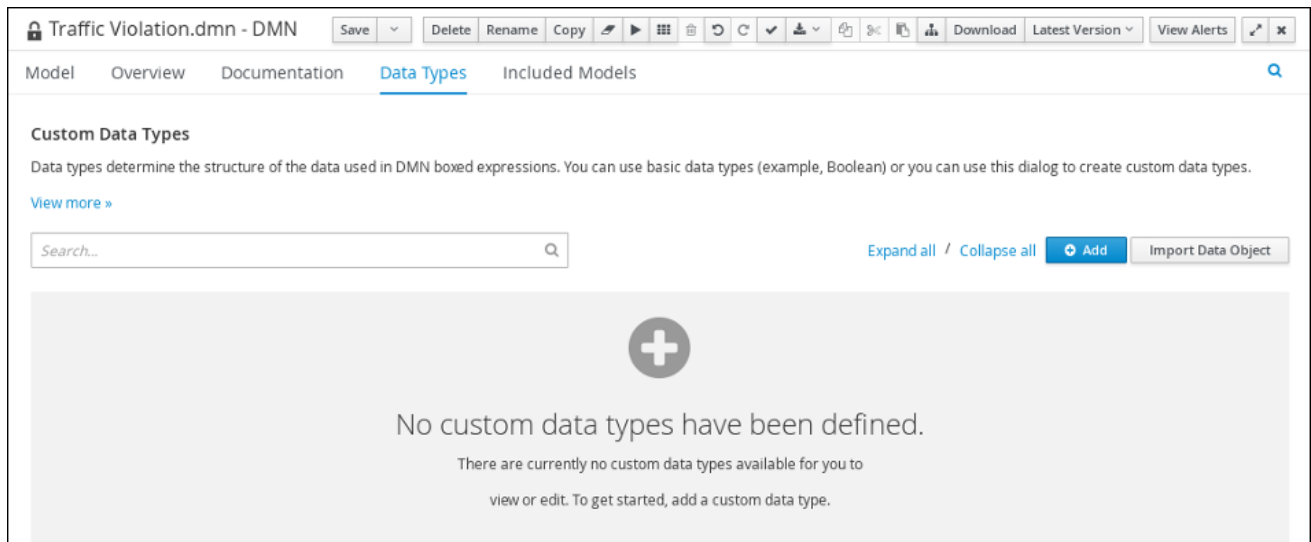 Traffic Violation.dmn - DMN Save Delete Rename Copy Download Latest Version View Alerts
Model Overview Documentation Data Types Included Models
Custom Data Types
Data types determine the structure of the data used in DMN boxed expressions. You can use basic data types (example, Boolean) or you can use this dialog to create custom data types.
View more »
Search... Expand all / Collapse all Add Import Data Object
No custom data types have been defined.
There are currently no custom data types available for you to
view or edit. To get started, add a custom data type.